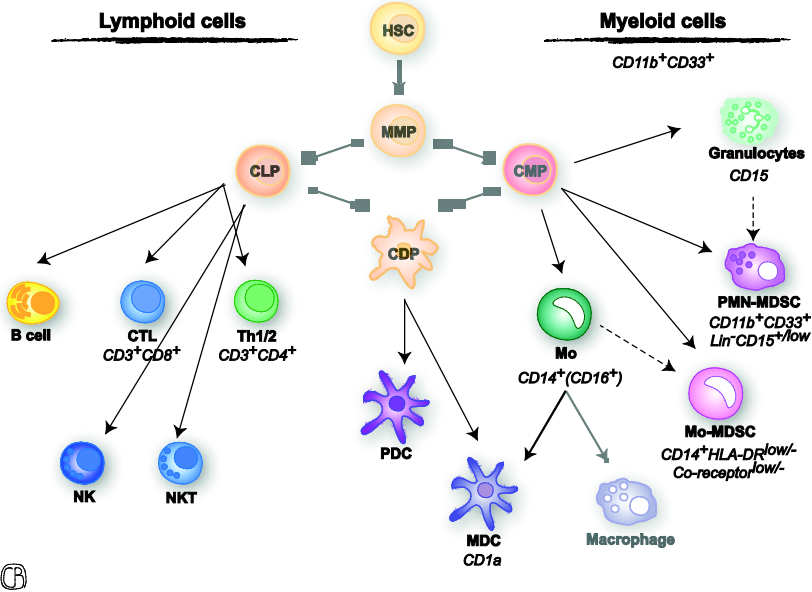 Lymphoid cells
Myeloid cells
CD11b⁺CD33⁺
HSC
MMP
CLP
CMP
CDP
Granulocytes
CD15
PMN-MDSC
CD11b⁺CD33⁺
Lin⁻CD15⁺/low
B cell
CTL
CD3⁺CD8⁺
Th1/2
CD3⁺CD4⁺
Mo
CD14⁺(CD16⁺)
Mo-MDSC
CD14⁺HLA-DRlow/-
Co-receptorlow/-
PDC
NK
NKT
MDC
CD1a
Macrophage
CB